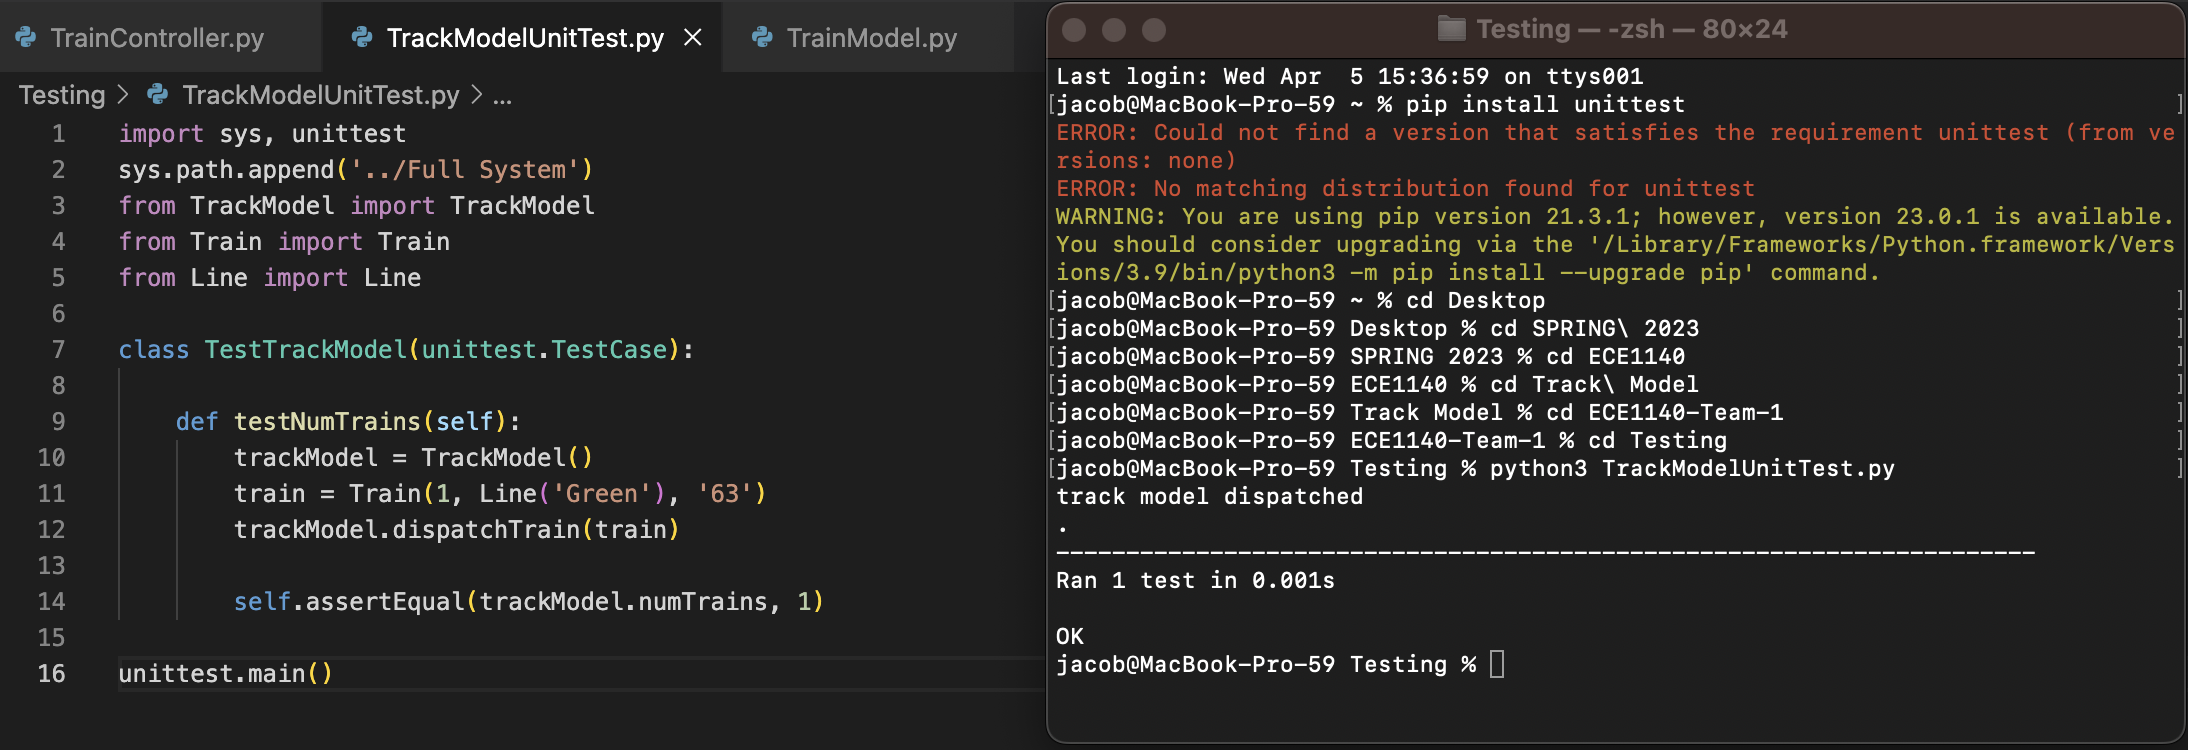 TrainController.py
TrackModelUnitTest.py ×
TrainModel.py
Testing > TrackModelUnitTest.py > ...
1 import sys, unittest
2 sys.path.append('../Full System')
3 from TrackModel import TrackModel
4 from Train import Train
5 from Line import Line
6
7 class TestTrackModel(unittest.TestCase):
8
9 def testNumTrains(self):
10 trackModel = TrackModel()
11 train = Train(1, Line('Green'), '63')
12 trackModel.dispatchTrain(train)
13
14 self.assertEqual(trackModel.numTrains, 1)
15
16 unittest.main()
Testing — -zsh — 80×24
Last login: Wed Apr  5 15:36:59 on ttys001
[jacob@MacBook-Pro-59 ~ % pip install unittest ]
ERROR: Could not find a version that satisfies the requirement unittest (from ve
rsions: none)
ERROR: No matching distribution found for unittest
WARNING: You are using pip version 21.3.1; however, version 23.0.1 is available.
You should consider upgrading via the '/Library/Frameworks/Python.framework/Vers
ions/3.9/bin/python3 -m pip install --upgrade pip' command.
[jacob@MacBook-Pro-59 ~ % cd Desktop ]
[jacob@MacBook-Pro-59 Desktop % cd SPRING\ 2023 ]
[jacob@MacBook-Pro-59 SPRING 2023 % cd ECE1140 ]
[jacob@MacBook-Pro-59 ECE1140 % cd Track\ Model ]
[jacob@MacBook-Pro-59 Track Model % cd ECE1140-Team-1 ]
[jacob@MacBook-Pro-59 ECE1140-Team-1 % cd Testing ]
[jacob@MacBook-Pro-59 Testing % python3 TrackModelUnitTest.py ]
track model dispatched
.
----------------------------------------------------------------------
Ran 1 test in 0.001s

OK
jacob@MacBook-Pro-59 Testing %